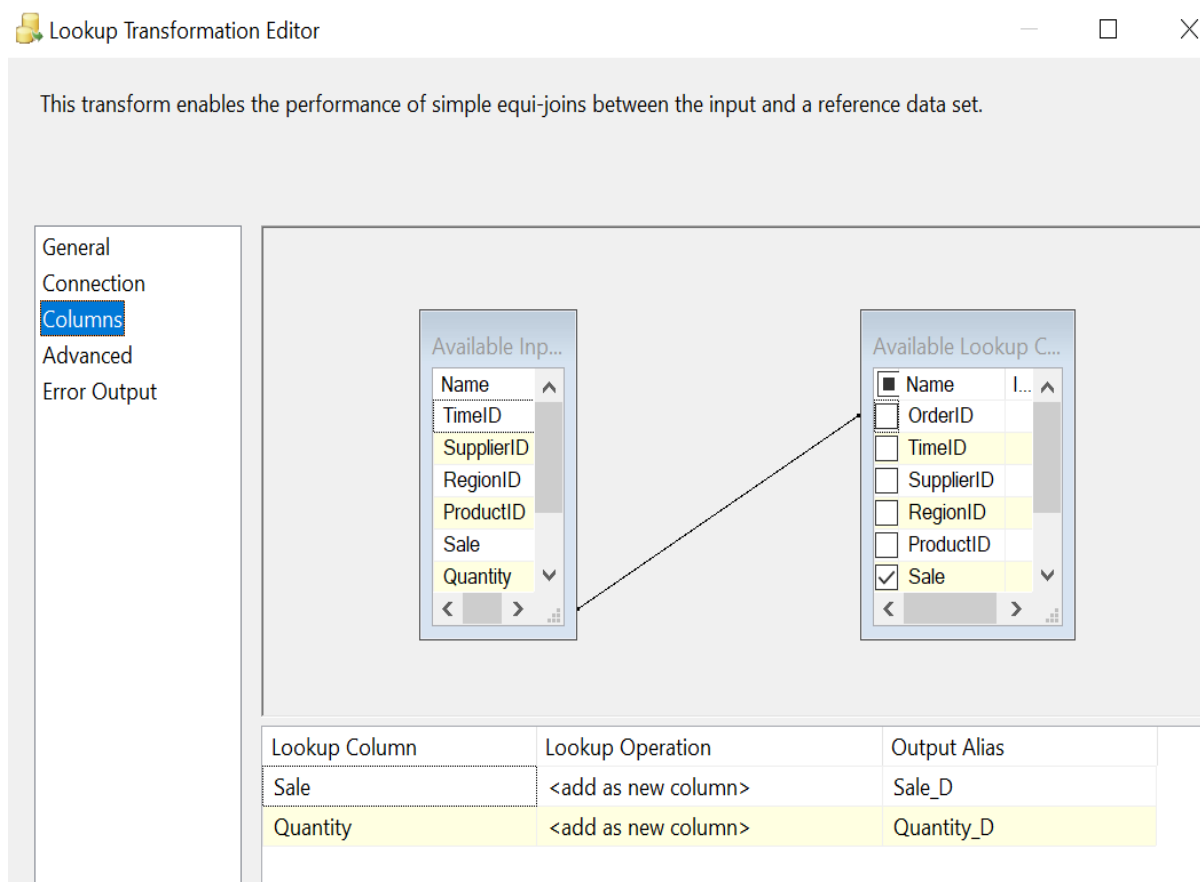 Lookup Transformation Editor
This transform enables the performance of simple equi-joins between the input and a reference data set.
General
Connection
Columns
Advanced
Error Output
Available Inp...
Name
TimeID
SupplierID
RegionID
ProductID
Sale
Quantity
Available Lookup C...
Name I...
OrderID
TimeID
SupplierID
RegionID
ProductID
Sale
Lookup Column Lookup Operation Output Alias
Sale <add as new column> Sale_D
Quantity <add as new column> Quantity_D